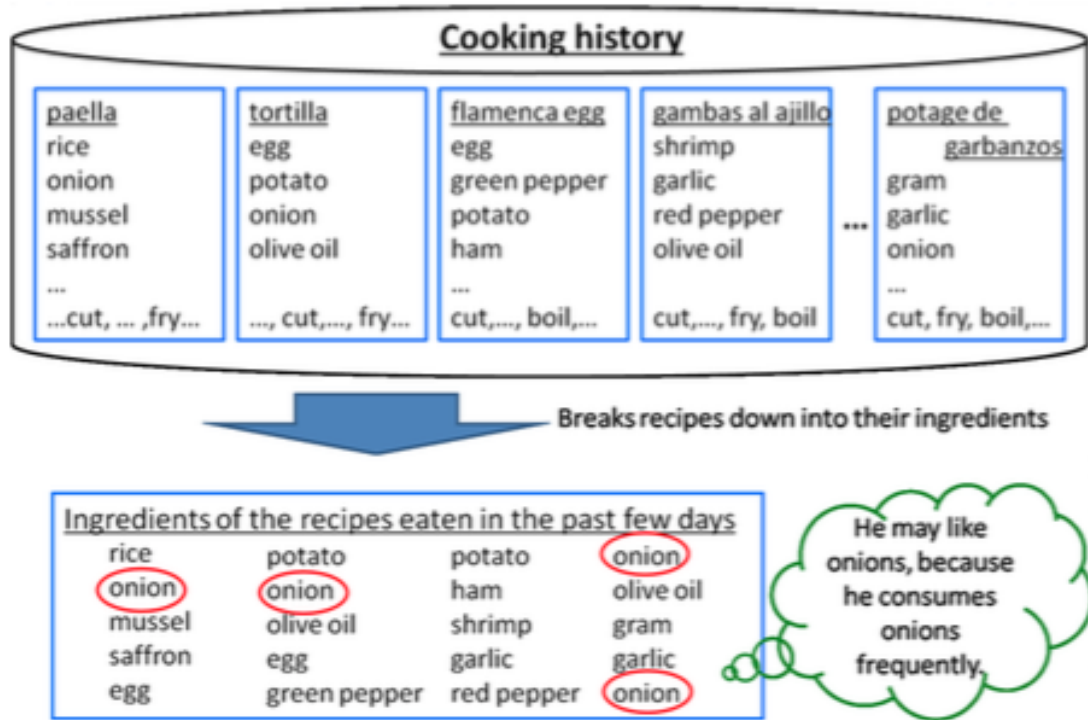 Cooking history
paella
rice
onion
mussel
saffron
...
...cut, ... ,fry...
tortilla
egg
potato
onion
olive oil
..., cut,..., fry...
flamenca egg
egg
green pepper
potato
ham
...
cut,..., boil,...
gambas al ajillo
shrimp
garlic
red pepper
olive oil
cut,..., fry, boil
...
potage de
garbanzos
gram
garlic
onion
...
cut, fry, boil,...
Breaks recipes down into their ingredients
Ingredients of the recipes eaten in the past few days
rice
onion
mussel
saffron
egg
potato
onion
olive oil
egg
green pepper
potato
ham
shrimp
garlic
red pepper
onion
olive oil
gram
garlic
onion
He may like
onions, because
he consumes
onions
frequently.